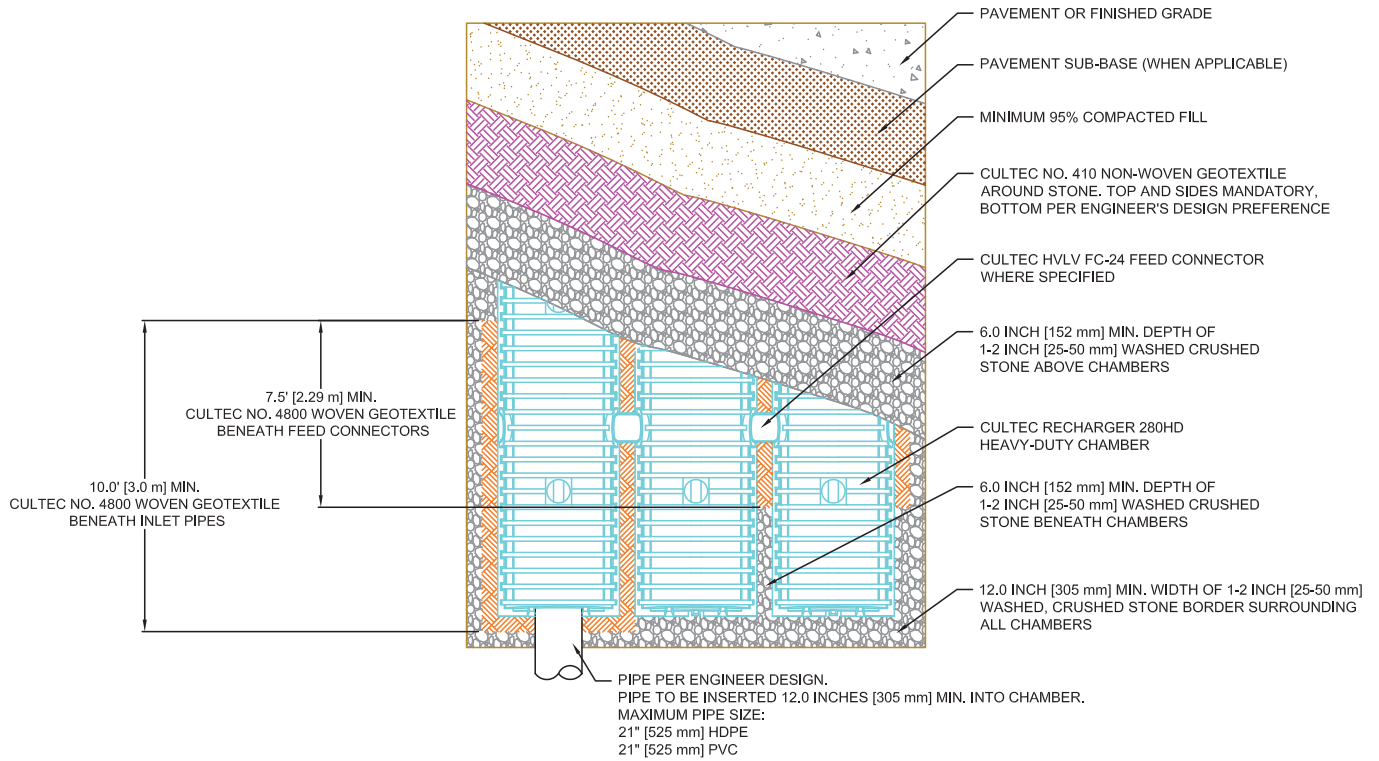 PAVEMENT OR FINISHED GRADE
PAVEMENT SUB-BASE (WHEN APPLICABLE)
MINIMUM 95% COMPACTED FILL
CULTEC NO. 410 NON-WOVEN GEOTEXTILE
AROUND STONE. TOP AND SIDES MANDATORY,
BOTTOM PER ENGINEER'S DESIGN PREFERENCE
CULTEC HVLV FC-24 FEED CONNECTOR
WHERE SPECIFIED
6.0 INCH [152 mm] MIN. DEPTH OF
1-2 INCH [25-50 mm] WASHED CRUSHED
STONE ABOVE CHAMBERS
7.5' [2.29 m] MIN.
CULTEC NO. 4800 WOVEN GEOTEXTILE
BENEATH FEED CONNECTORS
CULTEC RECHARGER 280HD
HEAVY-DUTY CHAMBER
10.0' [3.0 m] MIN.
CULTEC NO. 4800 WOVEN GEOTEXTILE
BENEATH INLET PIPES
6.0 INCH [152 mm] MIN. DEPTH OF
1-2 INCH [25-50 mm] WASHED CRUSHED
STONE BENEATH CHAMBERS
12.0 INCH [305 mm] MIN. WIDTH OF 1-2 INCH [25-50 mm]
WASHED, CRUSHED STONE BORDER SURROUNDING
ALL CHAMBERS
PIPE PER ENGINEER DESIGN.
PIPE TO BE INSERTED 12.0 INCHES [305 mm] MIN. INTO CHAMBER.
MAXIMUM PIPE SIZE:
21" [525 mm] HDPE
21" [525 mm] PVC